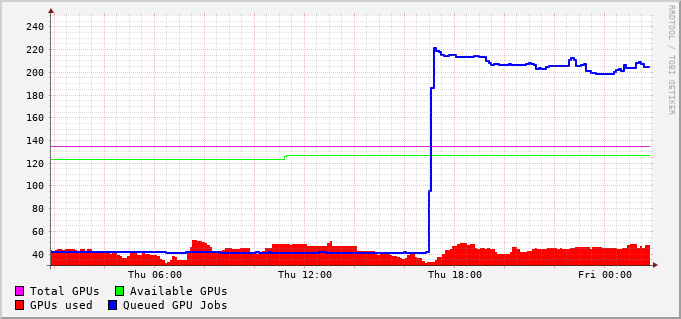 240
220
200
180
160
140
120
100
80
60
40
Thu 06:00 Thu 12:00 Thu 18:00 Fri 00:00
Total GPUs Available GPUs
GPUs used Queued GPU Jobs
RRDTOOL / TOBI OETIKER